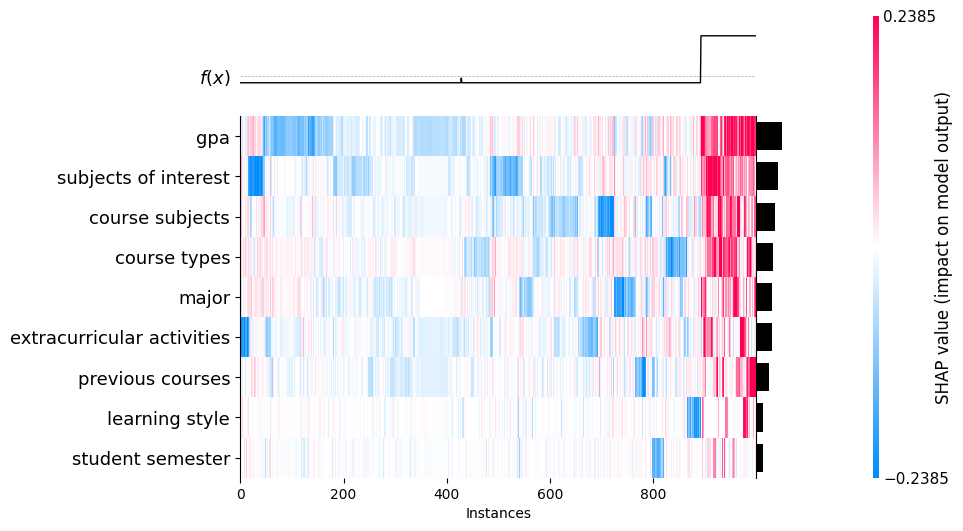 0.2385
f(x)
gpa
subjects of interest
course subjects
course types
major
extracurricular activities
previous courses
learning style
student semester
0 200 400 600 800
Instances
−0.2385
SHAP value (impact on model output)